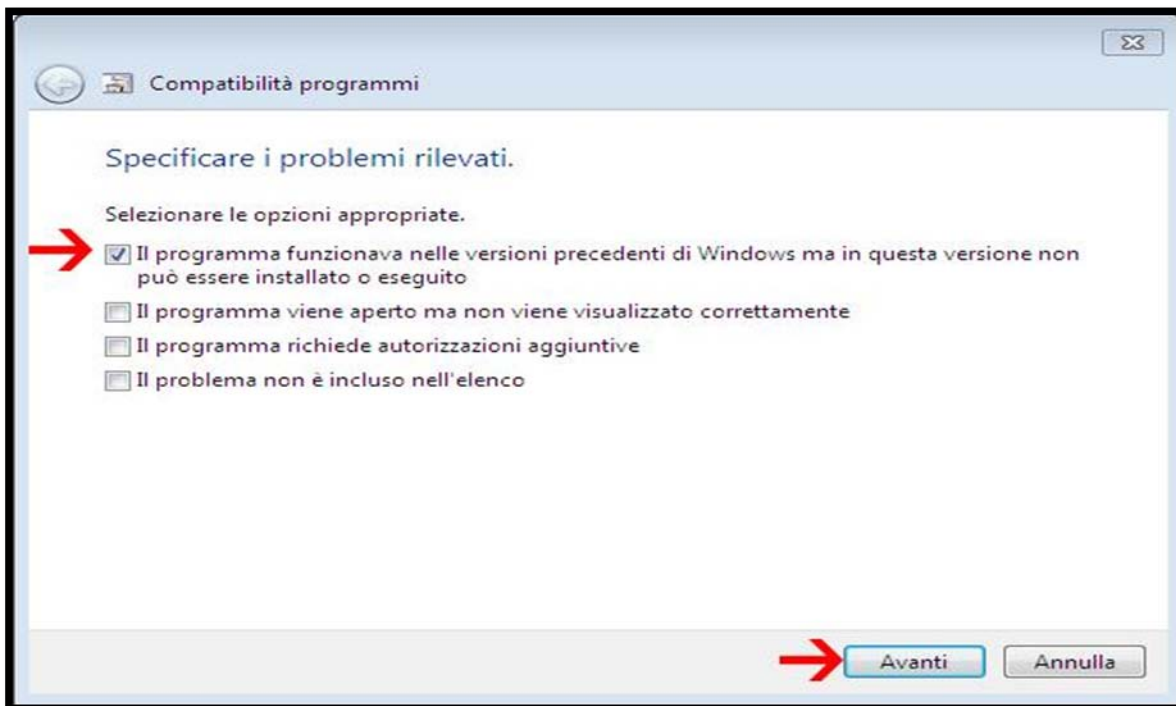 Compatibilità programmi
Specificare i problemi rilevati.
Selezionare le opzioni appropriate.
Il programma funzionava nelle versioni precedenti di Windows ma in questa versione non
può essere installato o eseguito
Il programma viene aperto ma non viene visualizzato correttamente
Il programma richiede autorizzazioni aggiuntive
Il problema non è incluso nell'elenco
Avanti Annulla